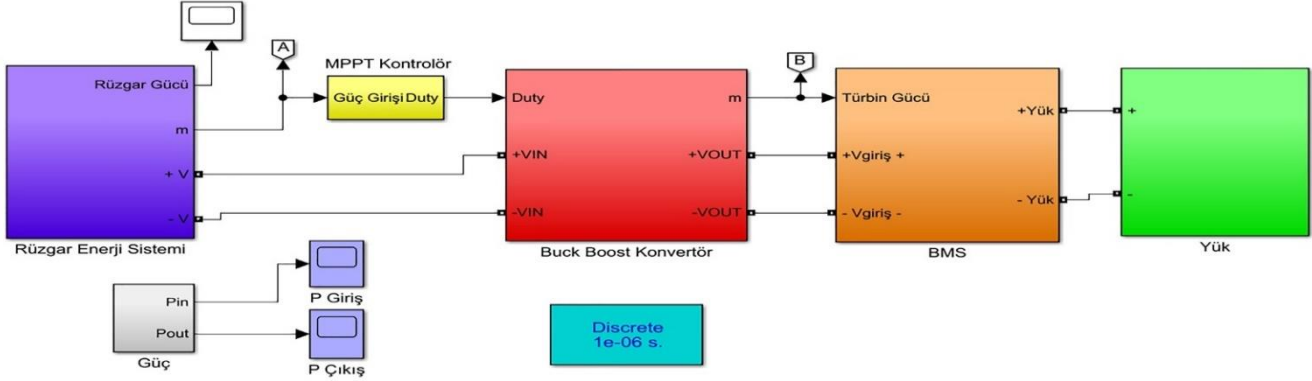 A
B
MPPT Kontrolör
Rüzgar Gücü
m
+ V
- V
Rüzgar Enerji Sistemi
Güç Girişi Duty
Duty
m
+VIN
+VOUT
-VIN
-VOUT
Buck Boost Konvertör
Türbin Gücü
+Yük
+Vgiriş +
- Yük
- Vgiriş -
BMS
+
-
Yük
Pin
Pout
Güç
P Giriş
P Çıkış
Discrete
1e-06 s.